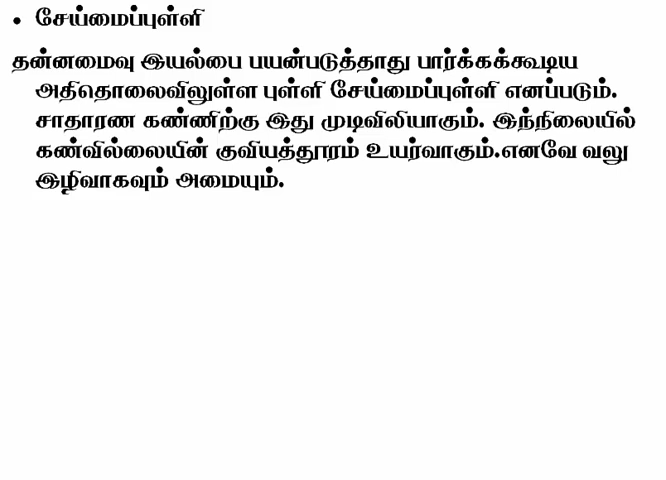 • சேய்மைப்புள்ளி
தன்னமைவு இயல்பை பயன்படுத்தாது பார்க்கக்கூடிய
அதிதொலைவிலுள்ள புள்ளி சேய்மைப்புள்ளி எனப்படும்.
சாதாரண கண்ணிற்கு இது முடிவிலியாகும். இந்நிலையில்
கண்வில்லையின் குவியத்தூரம் உயர்வாகும்.எனவே வலு
இழிவாகவும் அமையும்.